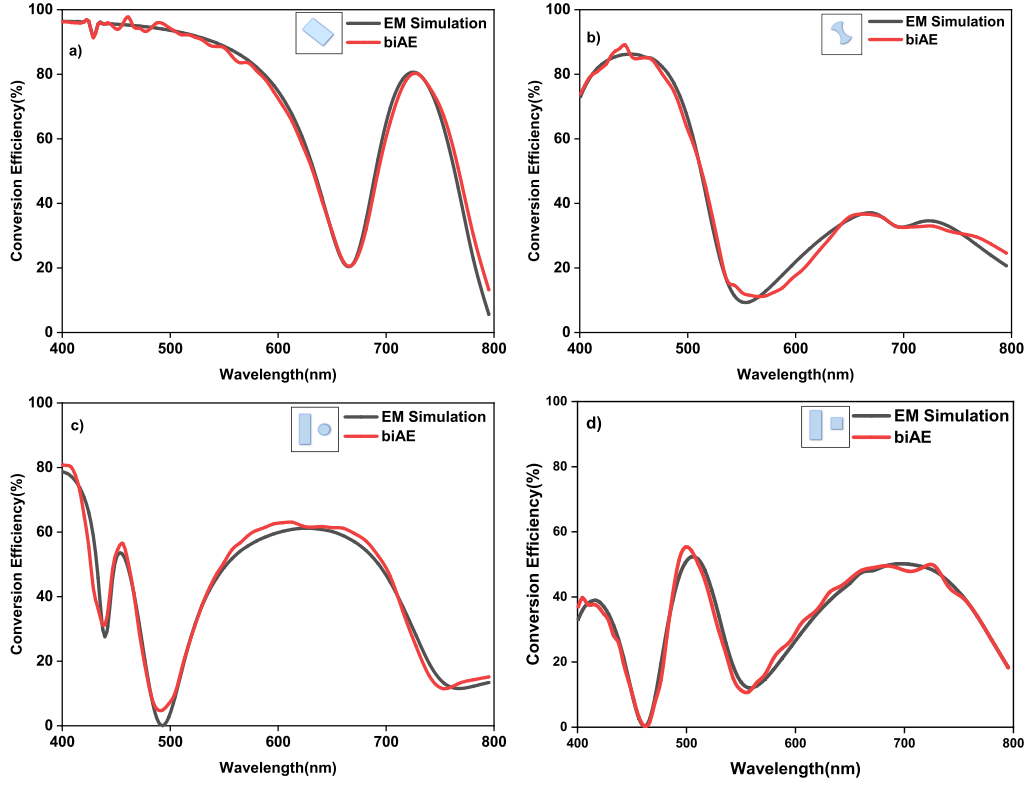 a)
EM Simulation
biAE
Conversion Efficiency(%)
100
80
60
40
20
0
400 500 600 700 800
Wavelength(nm)
b)
EM Simulation
biAE
Conversion Efficiency(%)
100
80
60
40
20
0
400 500 600 700 800
Wavelength(nm)
c)
EM Simulation
biAE
Conversion Efficiency(%)
100
80
60
40
20
0
400 500 600 700 800
Wavelength(nm)
d)
EM Simulation
biAE
Conversion Efficiency(%)
100
80
60
40
20
0
400 500 600 700 800
Wavelength(nm)